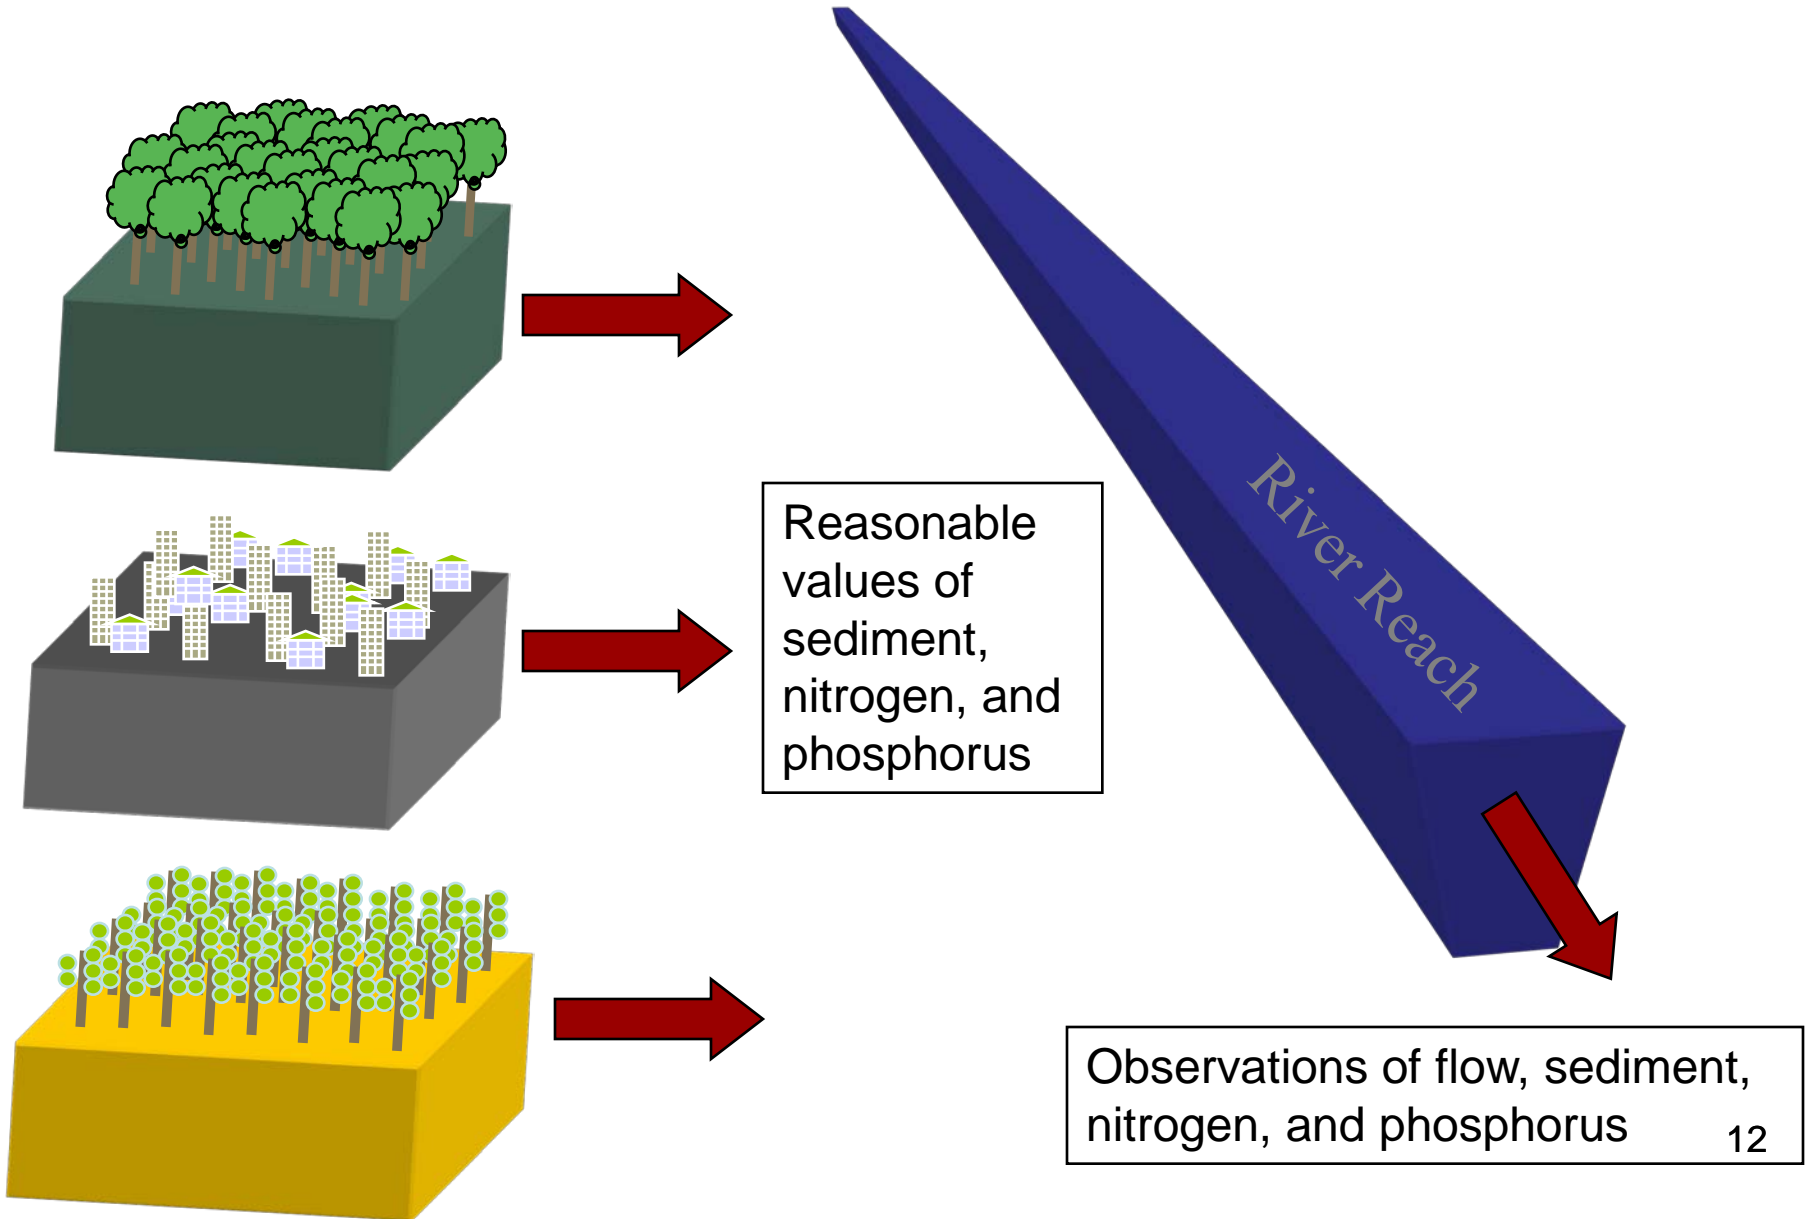 River Reach
Reasonable
values of
sediment,
nitrogen, and
phosphorus
Observations of flow, sediment,
nitrogen, and phosphorus
12